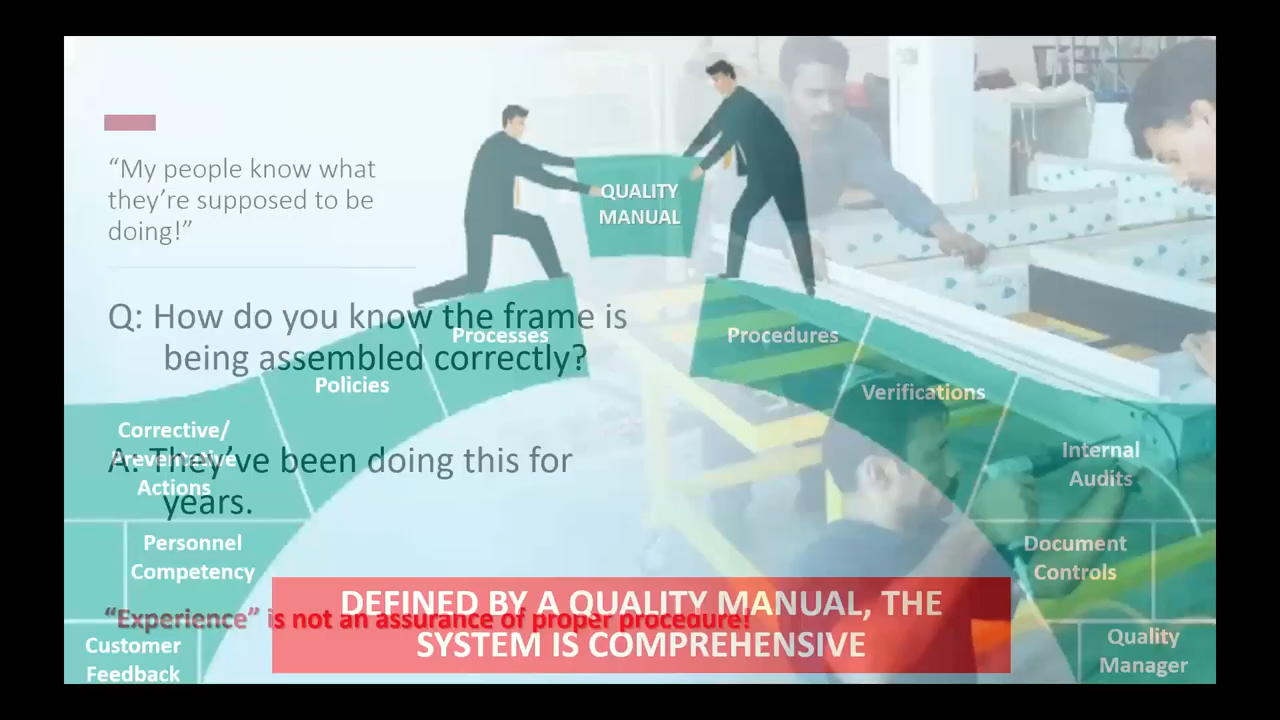 “My people know what
they’re supposed to be
doing!”
QUALITY
MANUAL
Q: How do you know the frame is
being assembled correctly?
Processes
Procedures
Policies
Verifications
Corrective/
Preventative
Actions
A: They’ve been doing this for
years.
Internal
Audits
Personnel
Competency
Document
Controls
“Experience” is not an assurance of proper procedure!
DEFINED BY A QUALITY MANUAL, THE
SYSTEM IS COMPREHENSIVE
Customer
Feedback
Quality
Manager